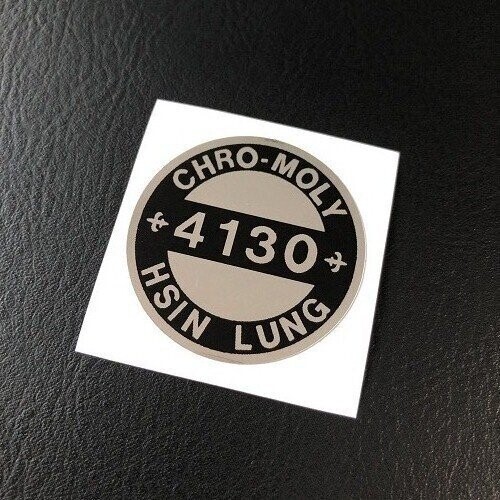 CHRO-MOLY
4130
HSIN LUNG